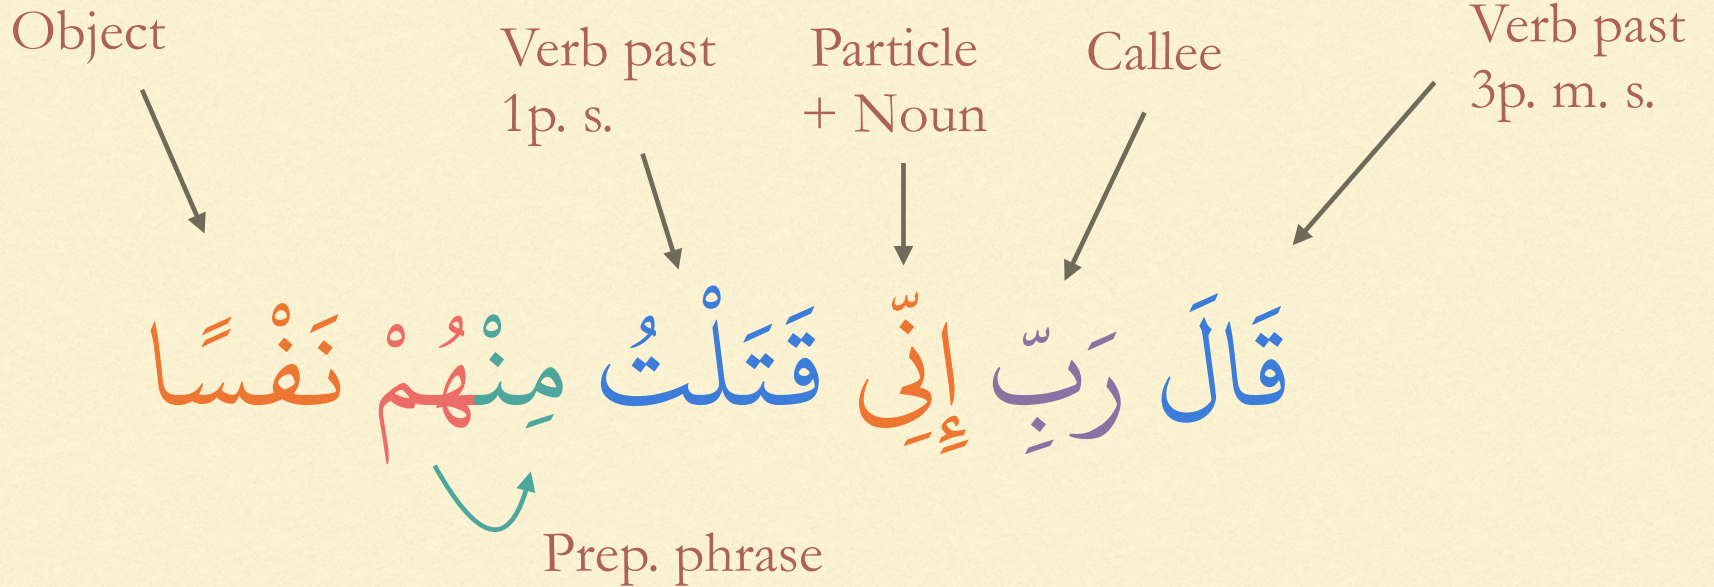 Object
Verb past
1p. s.
Particle
+ Noun
Callee
Verb past
3p. m. s.
قَالَ رَبِّ إِنِّى قَتَلْتُ مِنْهُمْ نَفْسًا
Prep. phrase